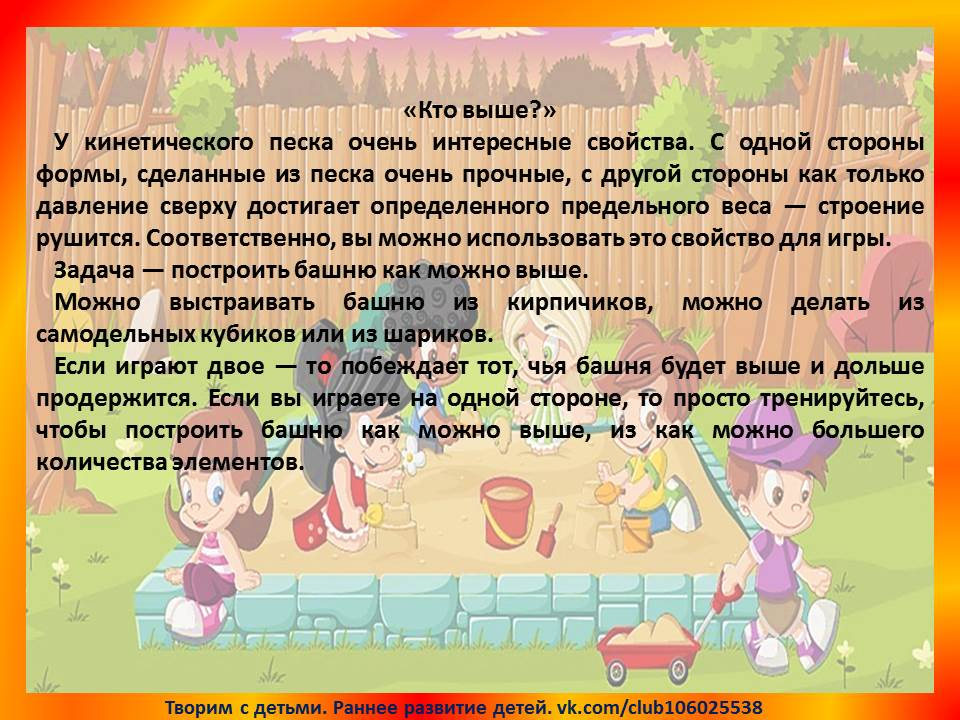 «Кто выше?»
У кинетического песка очень интересные свойства. С одной стороны
формы, сделанные из песка очень прочные, с другой стороны как только
давление сверху достигает определенного предельного веса — строение
рушится. Соответственно, вы можно использовать это свойство для игры.
Задача — построить башню как можно выше.
Можно выстраивать башню из кирпичиков, можно делать из
самодельных кубиков или из шариков.
Если играют двое — то побеждает тот, чья башня будет выше и дольше
продержится. Если вы играете на одной стороне, то просто тренируйтесь,
чтобы построить башню как можно выше, из как можно большего
количества элементов.
Творим с детьми. Раннее развитие детей. vk.com/club106025538